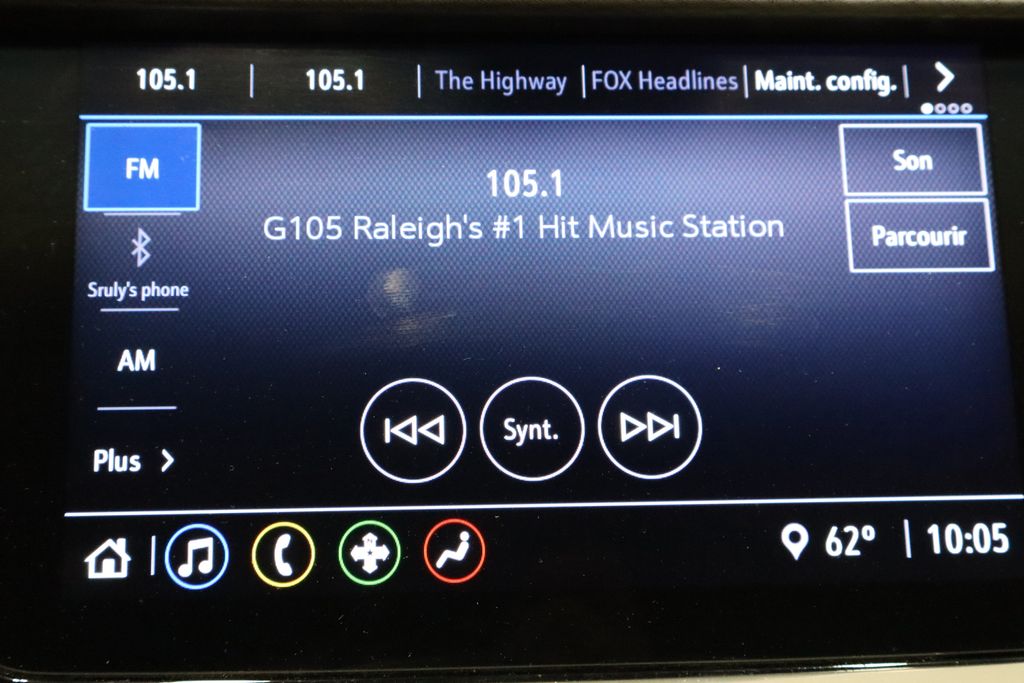 105.1 | 105.1 | The Highway | FOX Headlines | Maint. config. |
FM
Son
105.1
G105 Raleigh's #1 Hit Music Station
Parcourir
Sruly's phone
AM
Synt.
Plus
62° | 10:05